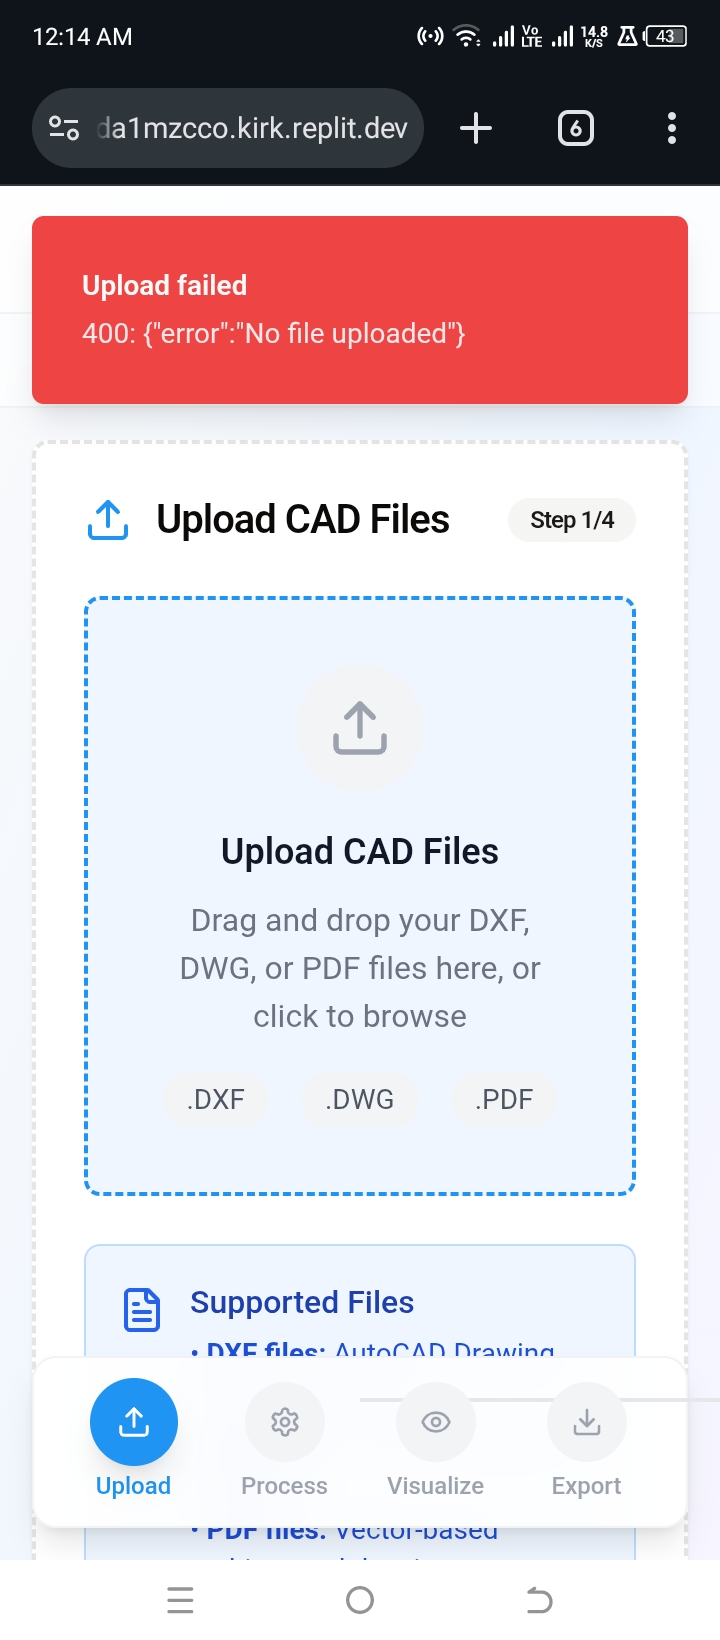 12:14 AM
Vo LTE
14.8 K/S
43
da1mzcco.kirk.replit.dev
6
Upload failed
400: {"error":"No file uploaded"}
Upload CAD Files
Step 1/4
Upload CAD Files
Drag and drop your DXF,
DWG, or PDF files here, or
click to browse
.DXF
.DWG
.PDF
Supported Files
• DXF files: AutoCAD Drawing
Upload
Process
Visualize
Export
• PDF files: Vector-based